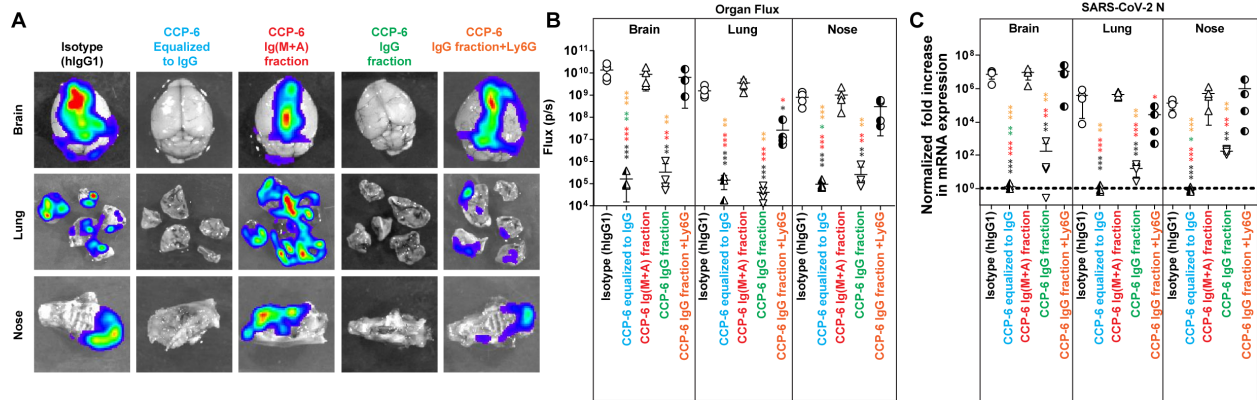 A
Isotype
(hIgG1)
CCP-6
Equalized
to IgG
CCP-6
Ig(M+A)
fraction
CCP-6
IgG
fraction
CCP-6
IgG fraction+Ly6G
Brain
Lung
Nose
B
Organ Flux
Brain
Lung
Nose
Flux (p/s)
10^11
10^10
10^9
10^8
10^7
10^6
10^5
10^4
Isotype (hIgG1)
CCP-6 equalized to IgG
CCP-6 Ig(M+A) fraction
CCP-6 IgG fraction
CCP-6 IgG fraction +Ly6G
Isotype (hIgG1)
CCP-6 equalized to IgG
CCP-6 Ig(M+A) fraction
CCP-6 IgG fraction
CCP-6 IgG fraction +Ly6G
Isotype (hIgG1)
CCP-6 equalized to IgG
CCP-6 Ig(M+A) fraction
CCP-6 IgG fraction
CCP-6 IgG fraction +Ly6G
C
SARS-CoV-2 N
Brain
Lung
Nose
Normalized fold increase
in mRNA expression
10^8
10^6
10^4
10^2
10^0
Isotype (hIgG1)
CCP-6 equalized to IgG
CCP-6 Ig(M+A) fraction
CCP-6 IgG fraction
CCP-6 IgG fraction +Ly6G
Isotype (hIgG1)
CCP-6 equalized to IgG
CCP-6 Ig(M+A) fraction
CCP-6 IgG fraction
CCP-6 IgG fraction +Ly6G
Isotype (hIgG1)
CCP-6 equalized to IgG
CCP-6 Ig(M+A) fraction
CCP-6 IgG fraction
CCP-6 IgG fraction +Ly6G